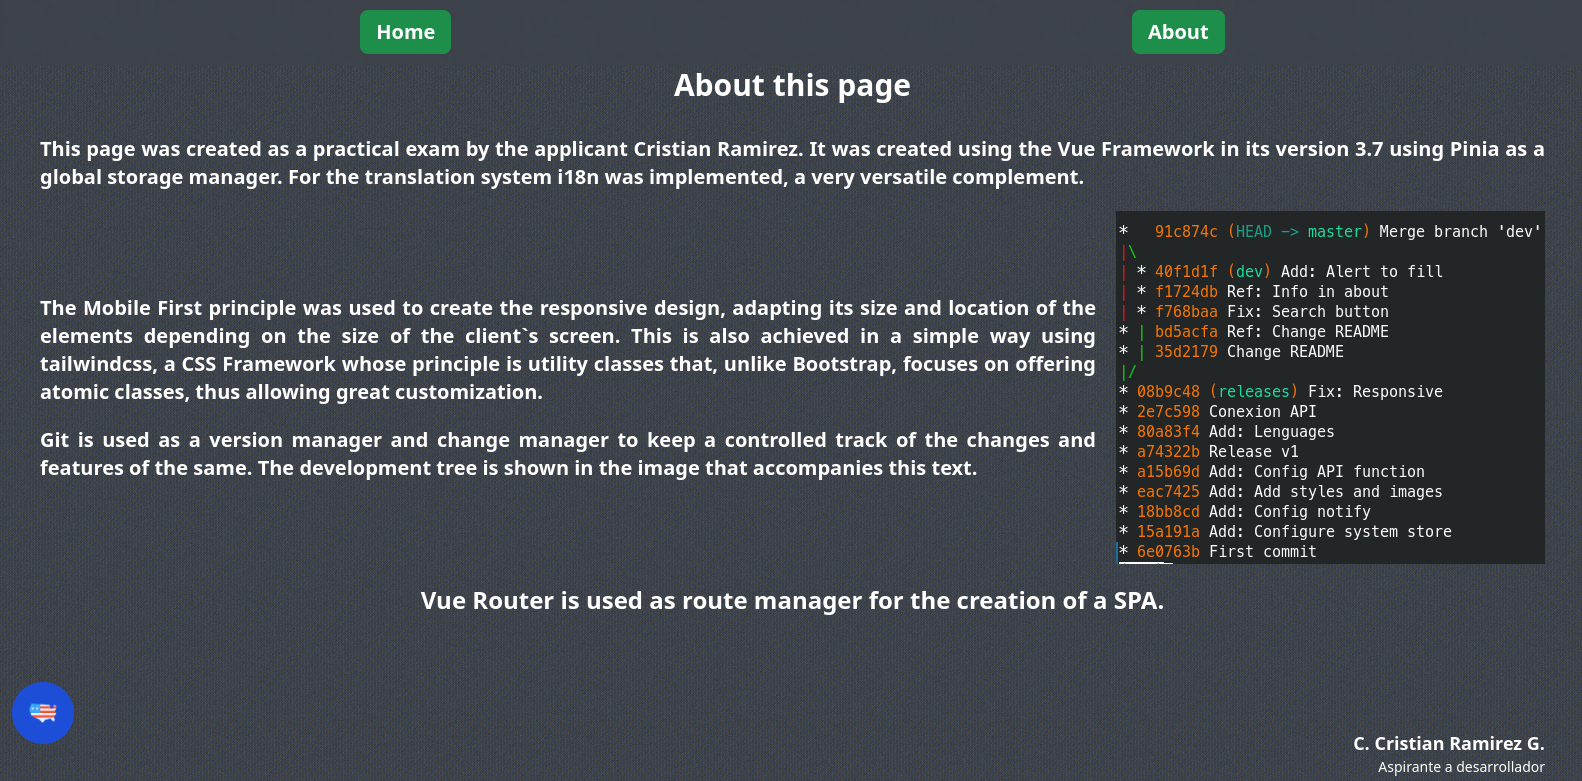 Home
About
About this page
This page was created as a practical exam by the applicant Cristian Ramirez. It was created using the Vue Framework in its version 3.7 using Pinia as a
global storage manager. For the translation system i18n was implemented, a very versatile complement.
The Mobile First principle was used to create the responsive design, adapting its size and location of the
elements depending on the size of the client`s screen. This is also achieved in a simple way using
tailwindcss, a CSS Framework whose principle is utility classes that, unlike Bootstrap, focuses on offering
atomic classes, thus allowing great customization.
Git is used as a version manager and change manager to keep a controlled track of the changes and
features of the same. The development tree is shown in the image that accompanies this text.
*   91c874c (HEAD -> master) Merge branch 'dev'
|\
| * 40f1d1f (dev) Add: Alert to fill
| * f1724db Ref: Info in about
| * f768baa Fix: Search button
* | bd5acfa Ref: Change README
* | 35d2179 Change README
|/
* 08b9c48 (releases) Fix: Responsive
* 2e7c598 Conexion API
* 80a83f4 Add: Lenguages
* a74322b Release v1
* a15b69d Add: Config API function
* eac7425 Add: Add styles and images
* 18bb8cd Add: Config notify
* 15a191a Add: Configure system store
* 6e0763b First commit
Vue Router is used as route manager for the creation of a SPA.
C. Cristian Ramirez G.
Aspirante a desarrollador